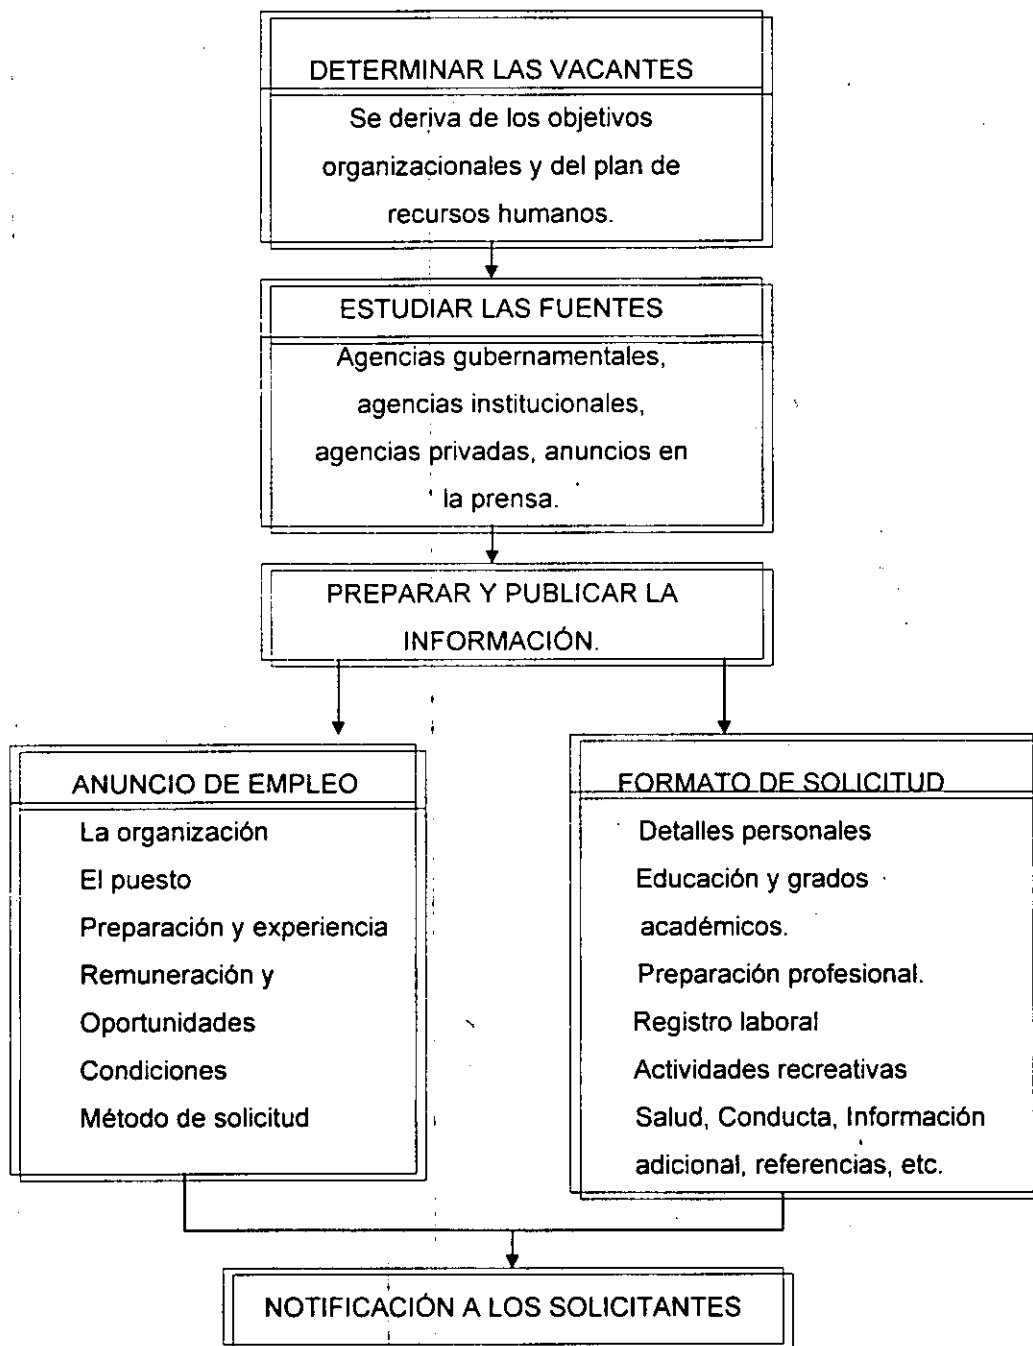 DETERMINAR LAS VACANTES
Se deriva de los objetivos
organizacionales y del plan de
recursos humanos.
ESTUDIAR LAS FUENTES
Agencias gubernamentales,
agencias institucionales,
agencias privadas, anuncios en
la prensa.
PREPARAR Y PUBLICAR LA
INFORMACIÓN.
ANUNCIO DE EMPLEO
La organización
El puesto
Preparación y experiencia
Remuneración y
Oportunidades
Condiciones
Método de solicitud
FORMATO DE SOLICITUD
Detalles personales
Educación y grados
académicos.
Preparación profesional.
Registro laboral
Actividades recreativas
Salud, Conducta, Información
adicional, referencias, etc.
NOTIFICACIÓN A LOS SOLICITANTES